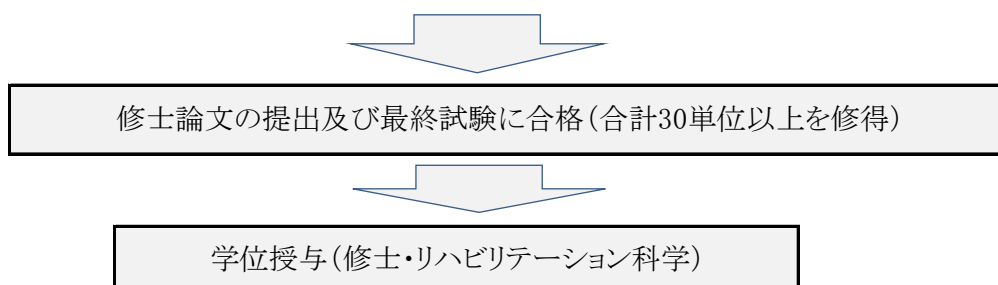 修士論文の提出及び最終試験に合格(合計30単位以上を修得)
学位授与(修士・リハビリテーション科学)